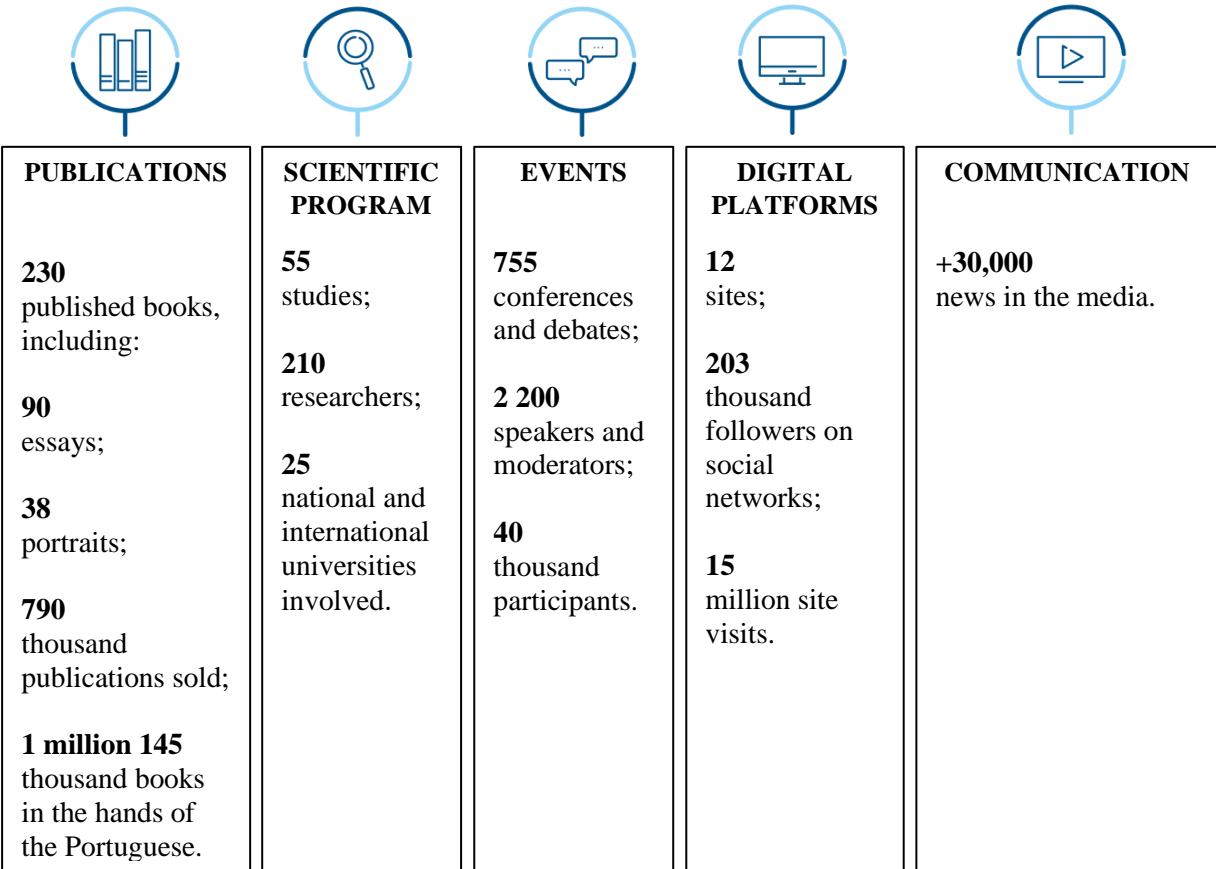 PUBLICATIONS
230
published books,
including:
90
essays;
38
portraits;
790
thousand
publications sold;
1 million 145
thousand books
in the hands of
the Portuguese.
SCIENTIFIC
PROGRAM
55
studies;
210
researchers;
25
national and
international
universities
involved.
EVENTS
755
conferences
and debates;
2 200
speakers and
moderators;
40
thousand
participants.
DIGITAL
PLATFORMS
12
sites;
203
thousand
followers on
social
networks;
15
million site
visits.
COMMUNICATION
+30,000
news in the media.